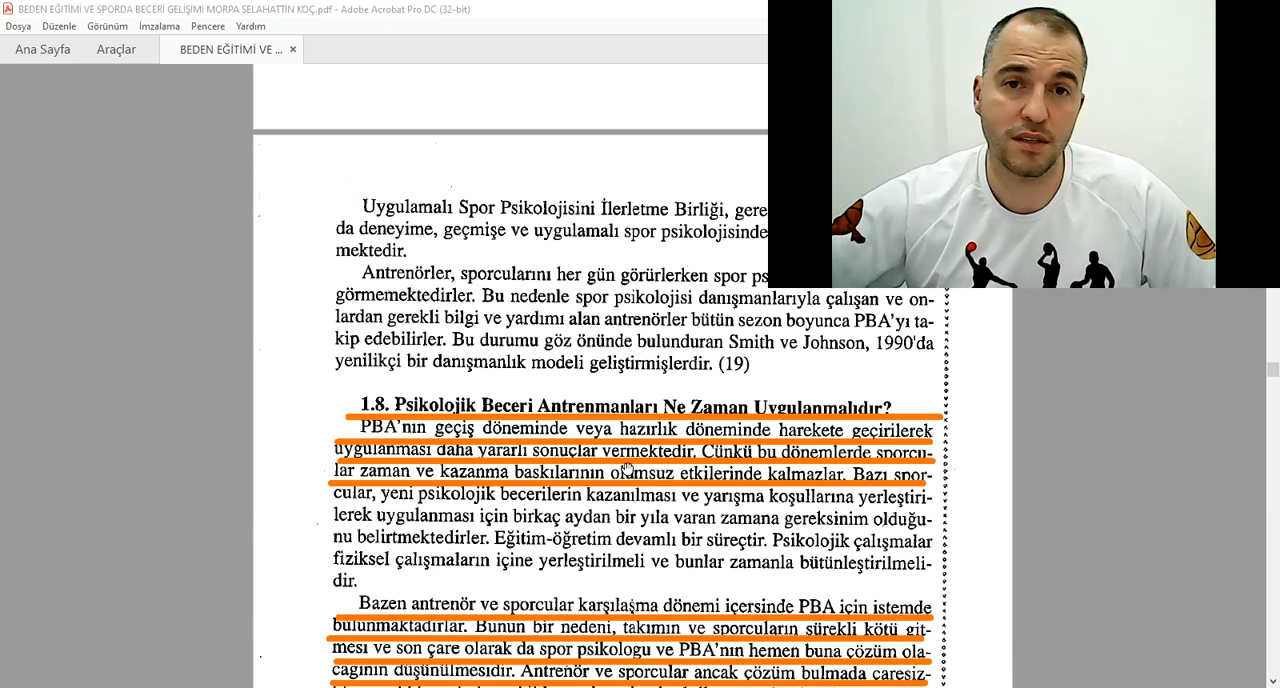 BEDEN EĞİTİMİ VE SPORDA BECERİ GELİŞİMİ MORPA SELAHATTİN KOÇ.pdf - Adobe Acrobat Pro DC (32-bit)
Dosya Düzenle Görünüm İmzalama Pencere Yardım
Ana Sayfa Araçlar BEDEN EĞİTİMİ VE ... ×
Uygulamalı Spor Psikolojisini İlerletme Birliği, gere
da deneyime, geçmişe ve uygulamalı spor psikolojisinde
mektedir.
Antrenörler, sporcularını her gün görürlerken spor ps
görmemektedirler. Bu nedenle spor psikolojisi danışmanlarıyla çalışan ve on-
lardan gerekli bilgi ve yardımı alan antrenörler bütün sezon boyunca PBA'yı ta-
kip edebilirler. Bu durumu göz önünde bulunduran Smith ve Johnson, 1990'da
yenilikçi bir danışmanlık modeli geliştirmişlerdir. (19)
1.8. Psikolojik Beceri Antrenmanları Ne Zaman Uygulanmalıdır?
PBA'nın geçiş döneminde veya hazırlık döneminde harekete geçirilerek
uygulanması daha yararlı sonuçlar vermektedir. Çünkü bu dönemlerde sporcu-
lar zaman ve kazanma baskılarının olumsuz etkilerinde kalmazlar. Bazı spor-
cular, yeni psikolojik becerilerin kazanılması ve yarışma koşullarına yerleştiri-
lerek uygulanması için birkaç aydan bir yıla varan zamana gereksinim olduğu-
nu belirtmektedirler. Eğitim-öğretim devamlı bir süreçtir. Psikolojik çalışmalar
fiziksel çalışmaların içine yerleştirilmeli ve bunlar zamanla bütünleştirilmeli-
dir.
Bazen antrenör ve sporcular karşılaşma dönemi içersinde PBA için istemde
bulunmaktadırlar. Bunun bir nedeni, takımın ve sporcuların sürekli kötü git-
mesi ve son çare olarak da spor psikologu ve PBA'nın hemen buna çözüm ola-
cağının düşünülmesidir. Antrenör ve sporcular ancak çözüm bulmada çaresiz-